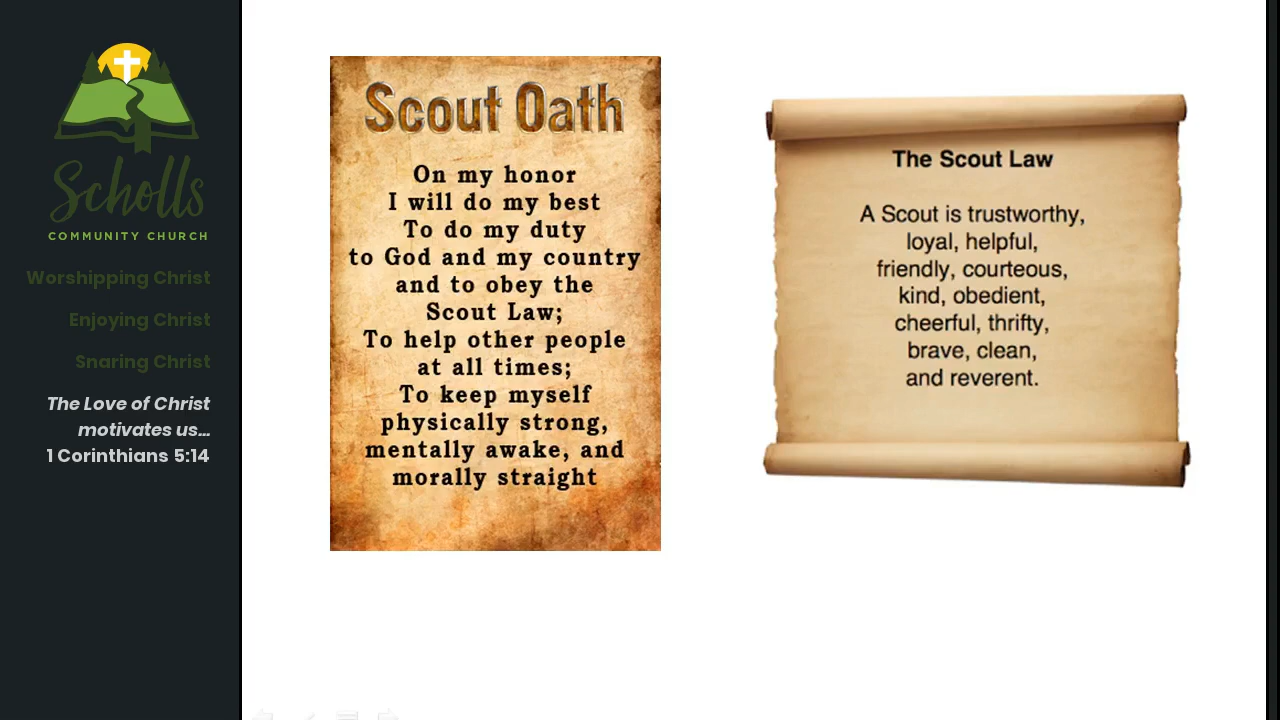 Scholls
COMMUNITY CHURCH
Worshipping Christ
Enjoying Christ
Snaring Christ
The Love of Christ
motivates us...
1 Corinthians 5:14
Scout Oath
On my honor
I will do my best
To do my duty
to God and my country
and to obey the
Scout Law;
To help other people
at all times;
To keep myself
physically strong,
mentally awake, and
morally straight
The Scout Law
A Scout is trustworthy,
loyal, helpful,
friendly, courteous,
kind, obedient,
cheerful, thrifty,
brave, clean,
and reverent.